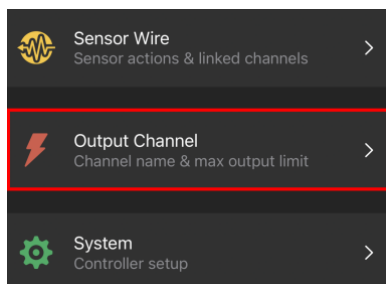 Sensor Wire
Sensor actions & linked channels
Output Channel
Channel name & max output limit
System
Controller setup